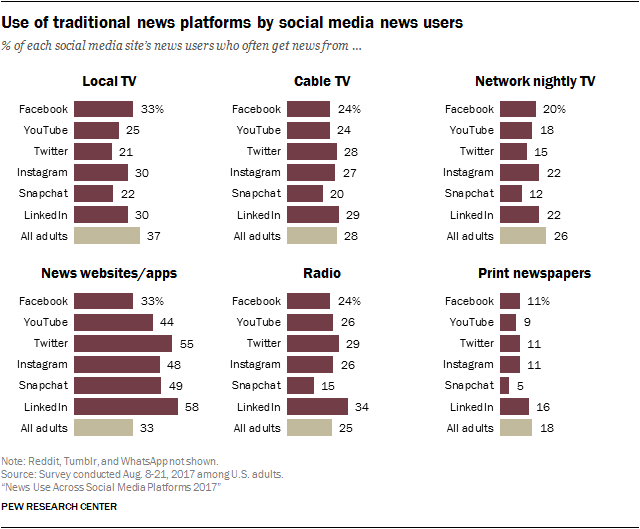 Use of traditional news platforms by social media news users
% of each social media site's news users who often get news from ...
Local TV
Facebook 33%
YouTube 25
Twitter 21
Instagram 30
Snapchat 22
LinkedIn 30
All adults 37
Cable TV
Facebook 24%
YouTube 24
Twitter 28
Instagram 27
Snapchat 20
LinkedIn 29
All adults 28
Network nightly TV
Facebook 20%
YouTube 18
Twitter 15
Instagram 22
Snapchat 12
LinkedIn 22
All adults 26
News websites/apps
Facebook 33%
YouTube 44
Twitter 55
Instagram 48
Snapchat 49
LinkedIn 58
All adults 33
Radio
Facebook 24%
YouTube 26
Twitter 29
Instagram 26
Snapchat 15
LinkedIn 34
All adults 25
Print newspapers
Facebook 11%
YouTube 9
Twitter 11
Instagram 11
Snapchat 5
LinkedIn 16
All adults 18
Note: Reddit, Tumblr, and WhatsApp not shown.
Source: Survey conducted Aug. 8-21, 2017 among U.S. adults.
"News Use Across Social Media Platforms 2017"
PEW RESEARCH CENTER